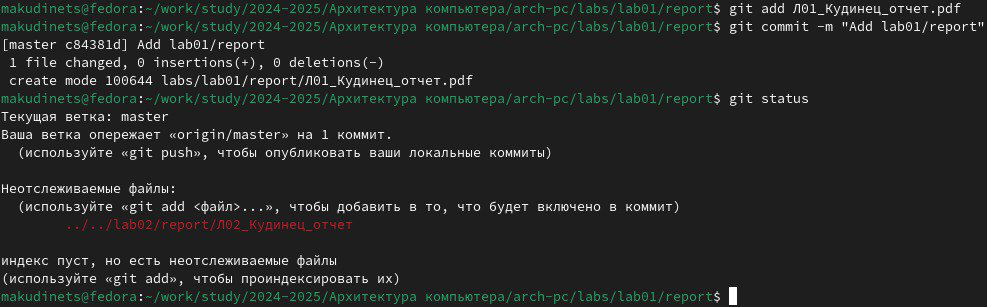 makudinets@fedora:~/work/study/2024-2025/Архитектура компьютера/arch-pc/labs/lab01/report$ git add Л01_Кудинец_отчет.pdf
makudinets@fedora:~/work/study/2024-2025/Архитектура компьютера/arch-pc/labs/lab01/report$ git commit -m "Add lab01/report"
[master c84381d] Add lab01/report
 1 file changed, 0 insertions(+), 0 deletions(-)
 create mode 100644 labs/lab01/report/Л01_Кудинец_отчет.pdf
makudinets@fedora:~/work/study/2024-2025/Архитектура компьютера/arch-pc/labs/lab01/report$ git status
Текущая ветка: master
Ваша ветка опережает «origin/master» на 1 коммит.
  (используйте «git push», чтобы опубликовать ваши локальные коммиты)
Неотслеживаемые файлы:
  (используйте «git add <файл>...», чтобы добавить в то, что будет включено в коммит)
        ../../lab02/report/Л02_Кудинец_отчет
индекс пуст, но есть неотслеживаемые файлы
(используйте «git add», чтобы проиндексировать их)
makudinets@fedora:~/work/study/2024-2025/Архитектура компьютера/arch-pc/labs/lab01/report$